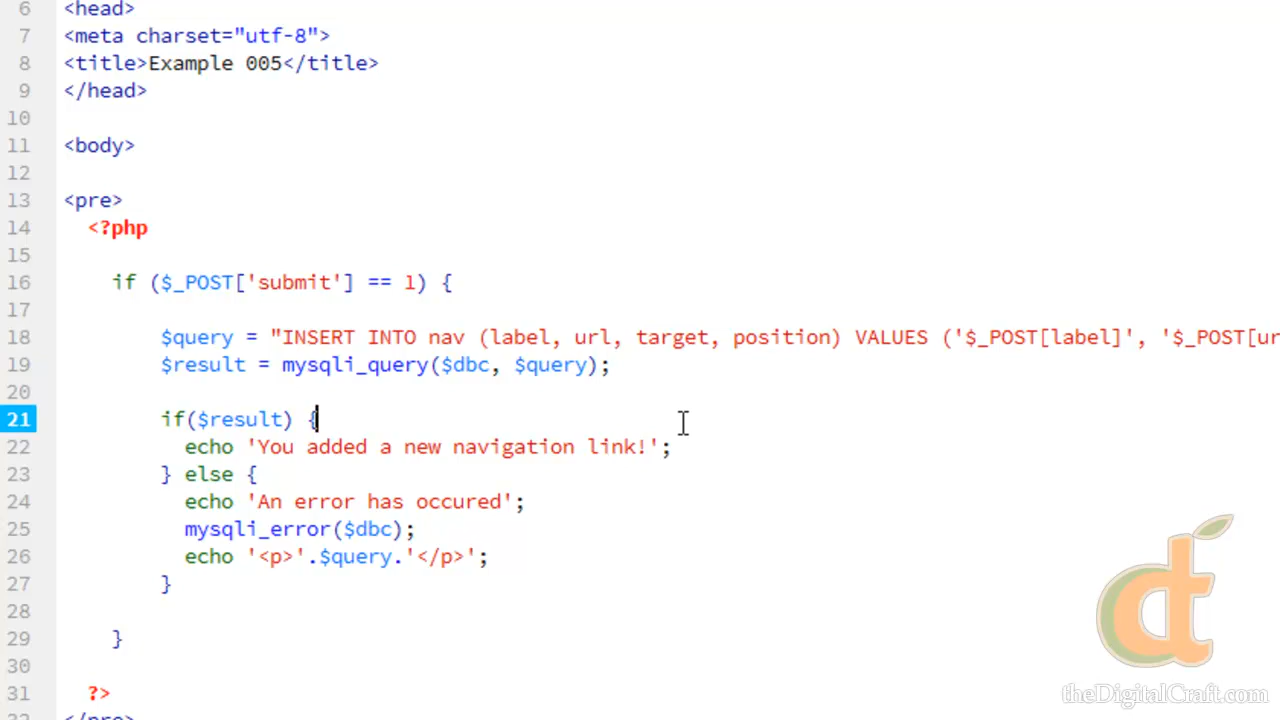 6 <head>
7 <meta charset="utf-8">
8 <title>Example 005</title>
9 </head>
10
11 <body>
12
13 <pre>
14 <?php
15
16 if ($_POST['submit'] == 1) {
17
18 $query = "INSERT INTO nav (label, url, target, position) VALUES ('$_POST[label]', '$_POST[ur
19 $result = mysqli_query($dbc, $query);
20
21 if($result) {
22 echo 'You added a new navigation link!';
23 } else {
24 echo 'An error has occured';
25 mysqli_error($dbc);
26 echo '<p>'.$query.'</p>';
27 }
28
29 }
30
31 ?>
32 </pre>
theDigitalCraft.com